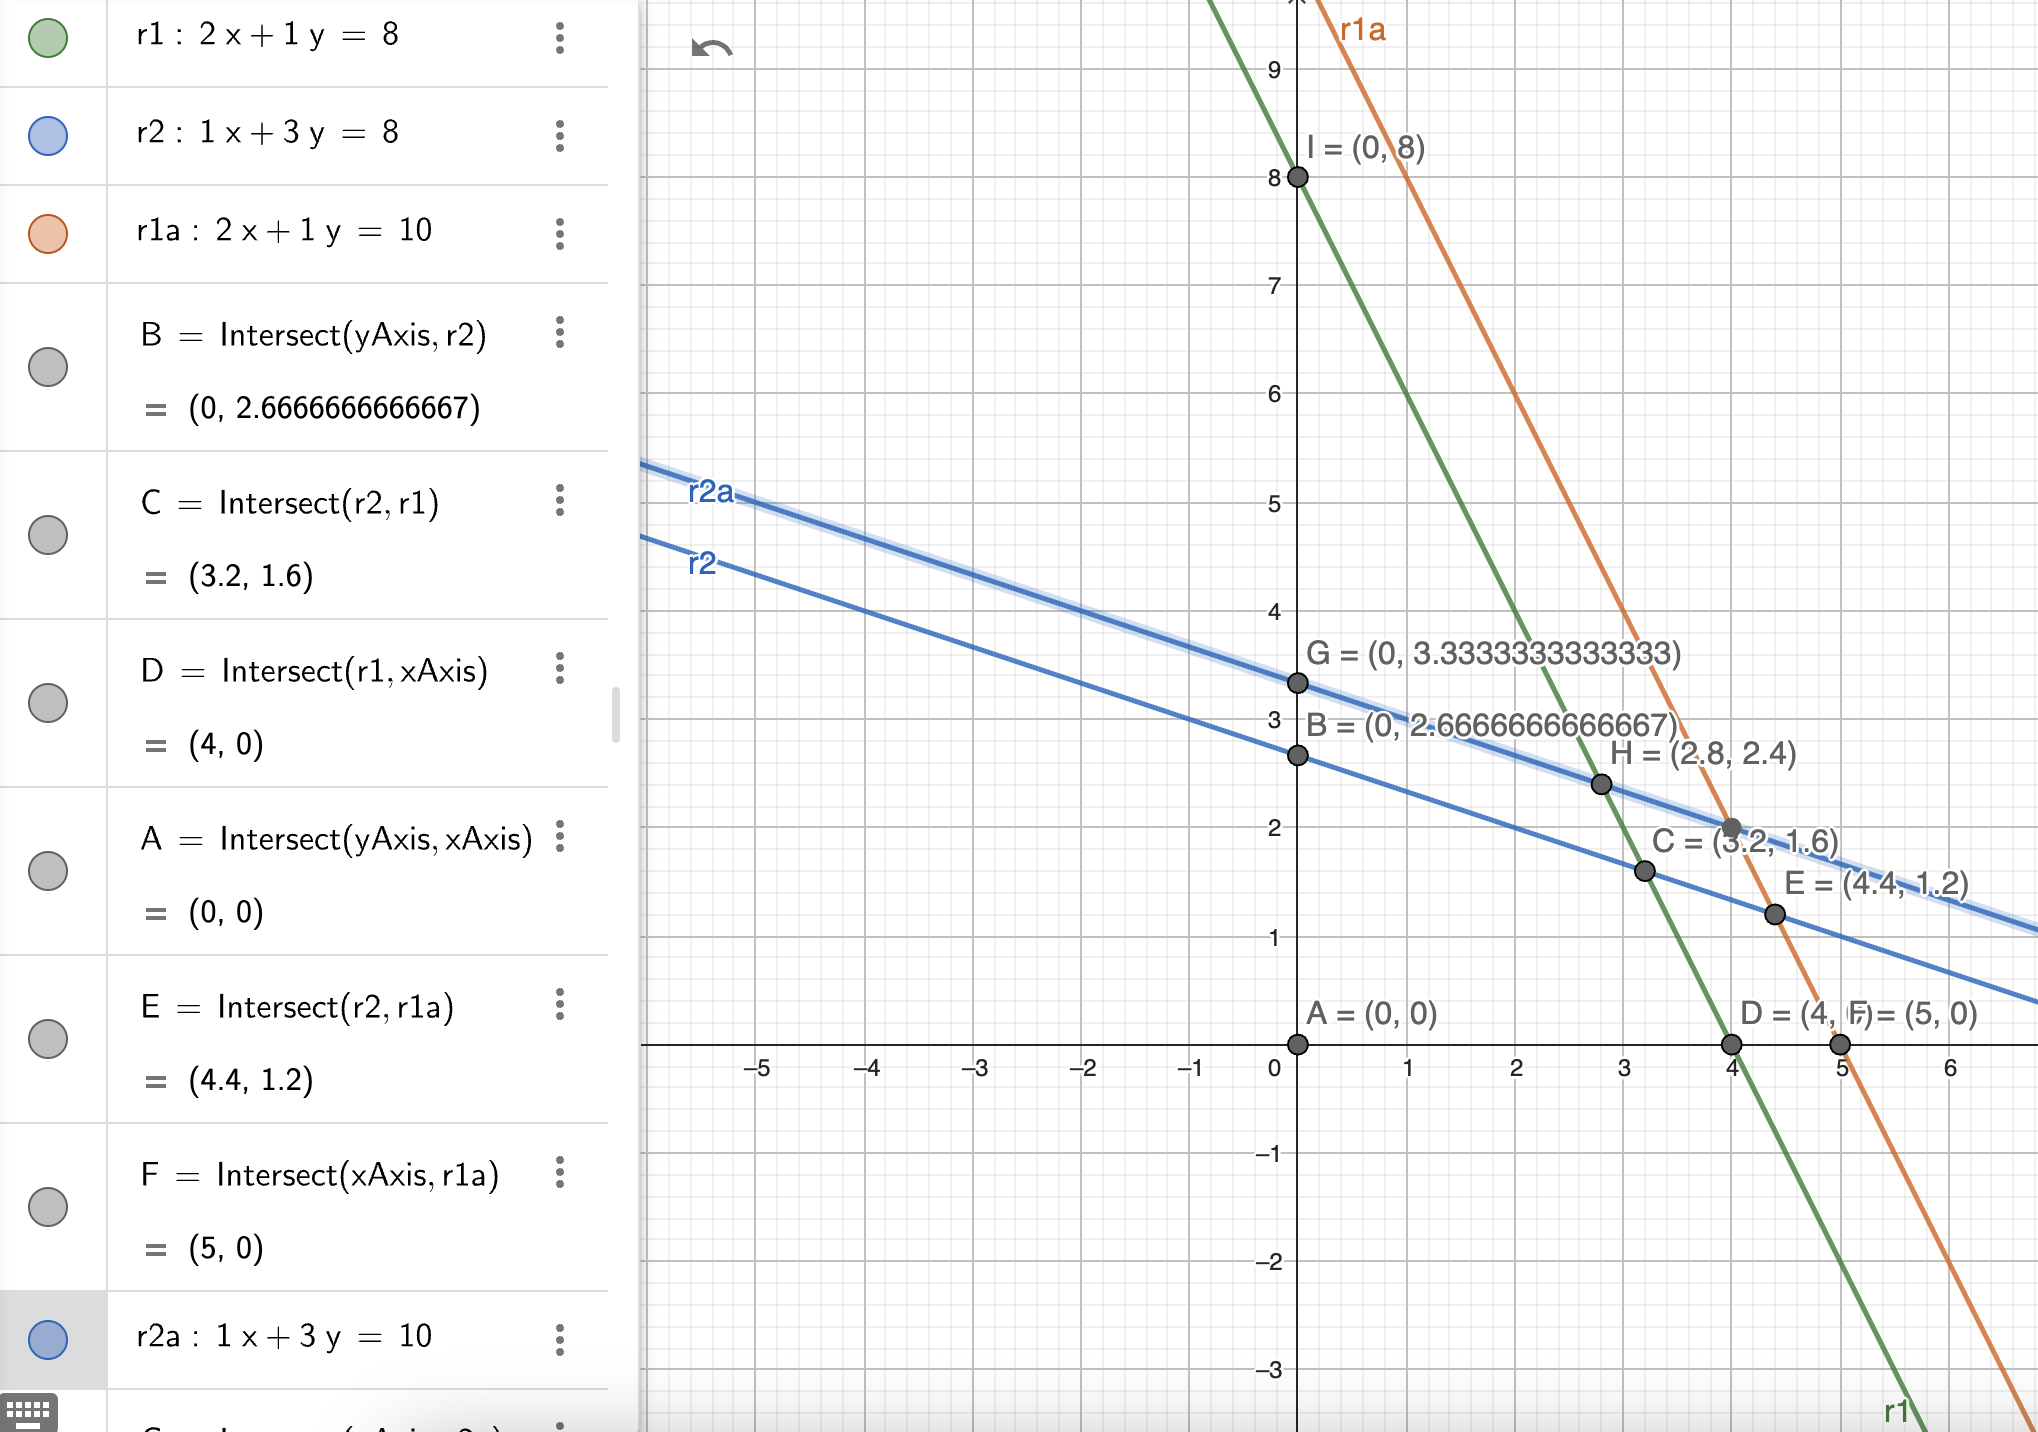 r1 : 2 x + 1 y = 8
r2 : 1 x + 3 y = 8
r1a : 2 x + 1 y = 10
B = Intersect(yAxis, r2)
= (0, 2.6666666666667)
C = Intersect(r2, r1)
= (3.2, 1.6)
D = Intersect(r1, xAxis)
= (4, 0)
A = Intersect(yAxis, xAxis)
= (0, 0)
E = Intersect(r2, r1a)
= (4.4, 1.2)
F = Intersect(xAxis, r1a)
= (5, 0)
r2a : 1 x + 3 y = 10
r1a
9
I = (0, 8)
8
7
6
r2a
5
r2
4
G = (0, 3.3333333333333)
3
B = (0, 2.6666666666667)
H = (2.8, 2.4)
2
C = (3.2, 1.6)
E = (4.4, 1.2)
1
A = (0, 0)
D = (4,
F = (5, 0)
–5 –4 –3 –2 –1 0 1 2 3 4 5 6
–1
–2
–3
r1